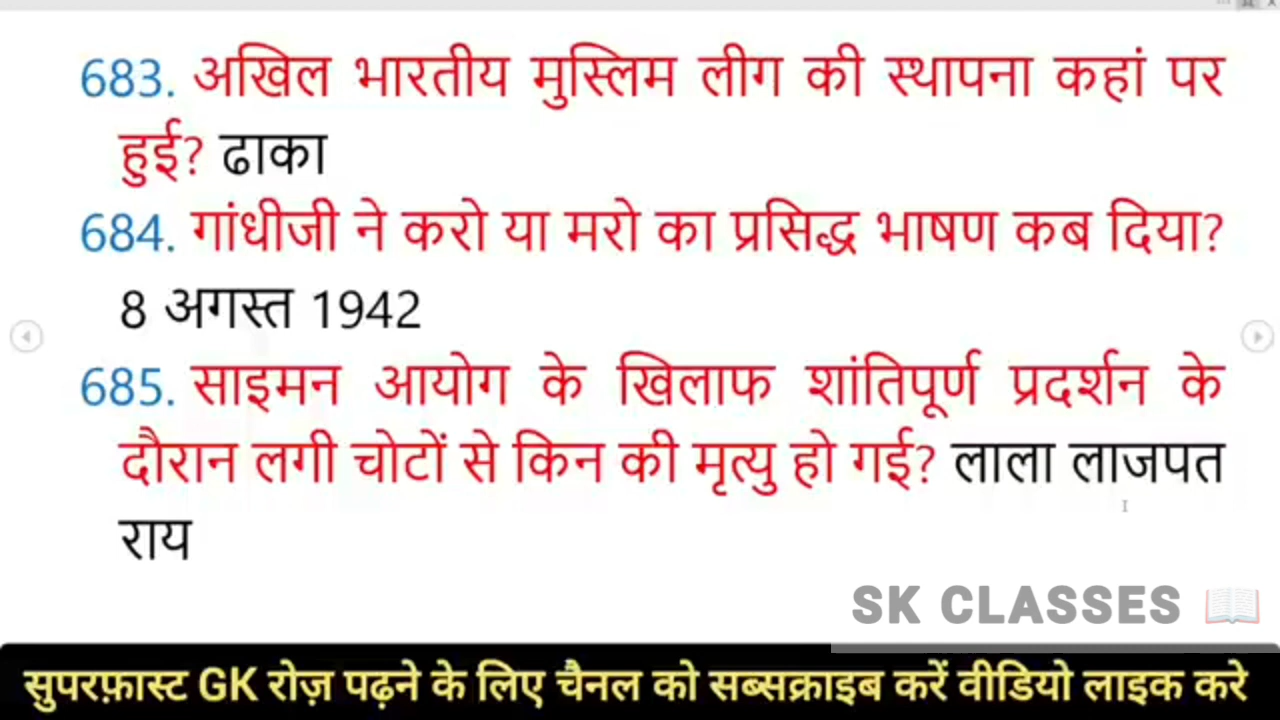 683. अखिल भारतीय मुस्लिम लीग की स्थापना कहां पर
हुई? ढाका
684. गांधीजी ने करो या मरो का प्रसिद्ध भाषण कब दिया?
8 अगस्त 1942
685. साइमन आयोग के खिलाफ शांतिपूर्ण प्रदर्शन के
दौरान लगी चोटों से किन की मृत्यु हो गई? लाला लाजपत
राय
SK CLASSES
सुपरफ़ास्ट GK रोज़ पढ़ने के लिए चैनल को सब्सक्राइब करें वीडियो लाइक करे